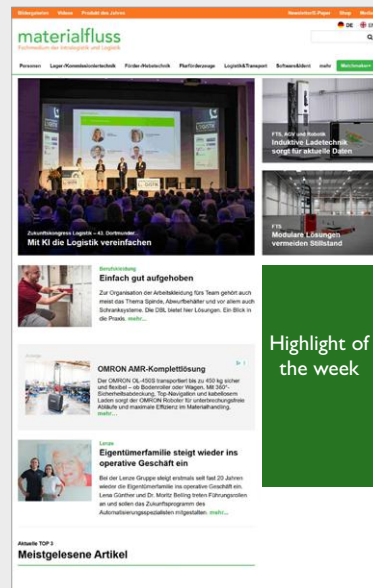 Bildergalerien Videos Produkt des Jahres Newsletter/E-Paper Shop Media
DE
materialfluss
Fachmedium der Intralogistik und Logistik
Personen Lager-/Kommissioniertechnik Förder-/Hebetechnik Flurförderzeuge Logistik&Transport Software&Ident mehr Matchmakern
Zukunftskongress Logistik – 43. Dortmunder...
Mit KI die Logistik vereinfachen
FTS, AGV und Robotik
Induktive Ladetechnik
sorgt für aktuelle Daten
FTS
Modulare Lösungen
vermeiden Stillstand
Berufskleidung
Einfach gut aufgehoben
Zur Organisation der Arbeitskleidung fürs Team gehört auch
meist das Thema Spinde, Abwurfbehälter und vor allem auch
Schranksysteme. Die DBL bietet hier Lösungen. Ein Blick in
die Praxis. mehr...
Highlight of
the week
Anzeige
OMRON AMR-Komplettlösung
Der OMRON OL-450S transportiert bis zu 450 kg sicher
und flexibel – ob Bodenroller oder Wagen. Mit 360°-
Sicherheitsabdeckung, Top-Navigation und kabellosem
Laden sorgt der OMRON Roboter für unterbrechungsfreie
Abläufe und maximale Effizienz im Materialhandling.
mehr...
Lenze
Eigentümerfamilie steigt wieder ins
operative Geschäft ein
Bei der Lenze Gruppe steigt erstmals seit fast 20 Jahren
wieder die Eigentümerfamilie ins operative Geschäft ein.
Lena Günther und Dr. Moritz Belling treten Führungsrollen
an und sollen das Zukunftsprogramm des
Automatisierungsspezialisten mitgestalten. mehr...
Aktuelle TOP 3
Meistgelesene Artikel